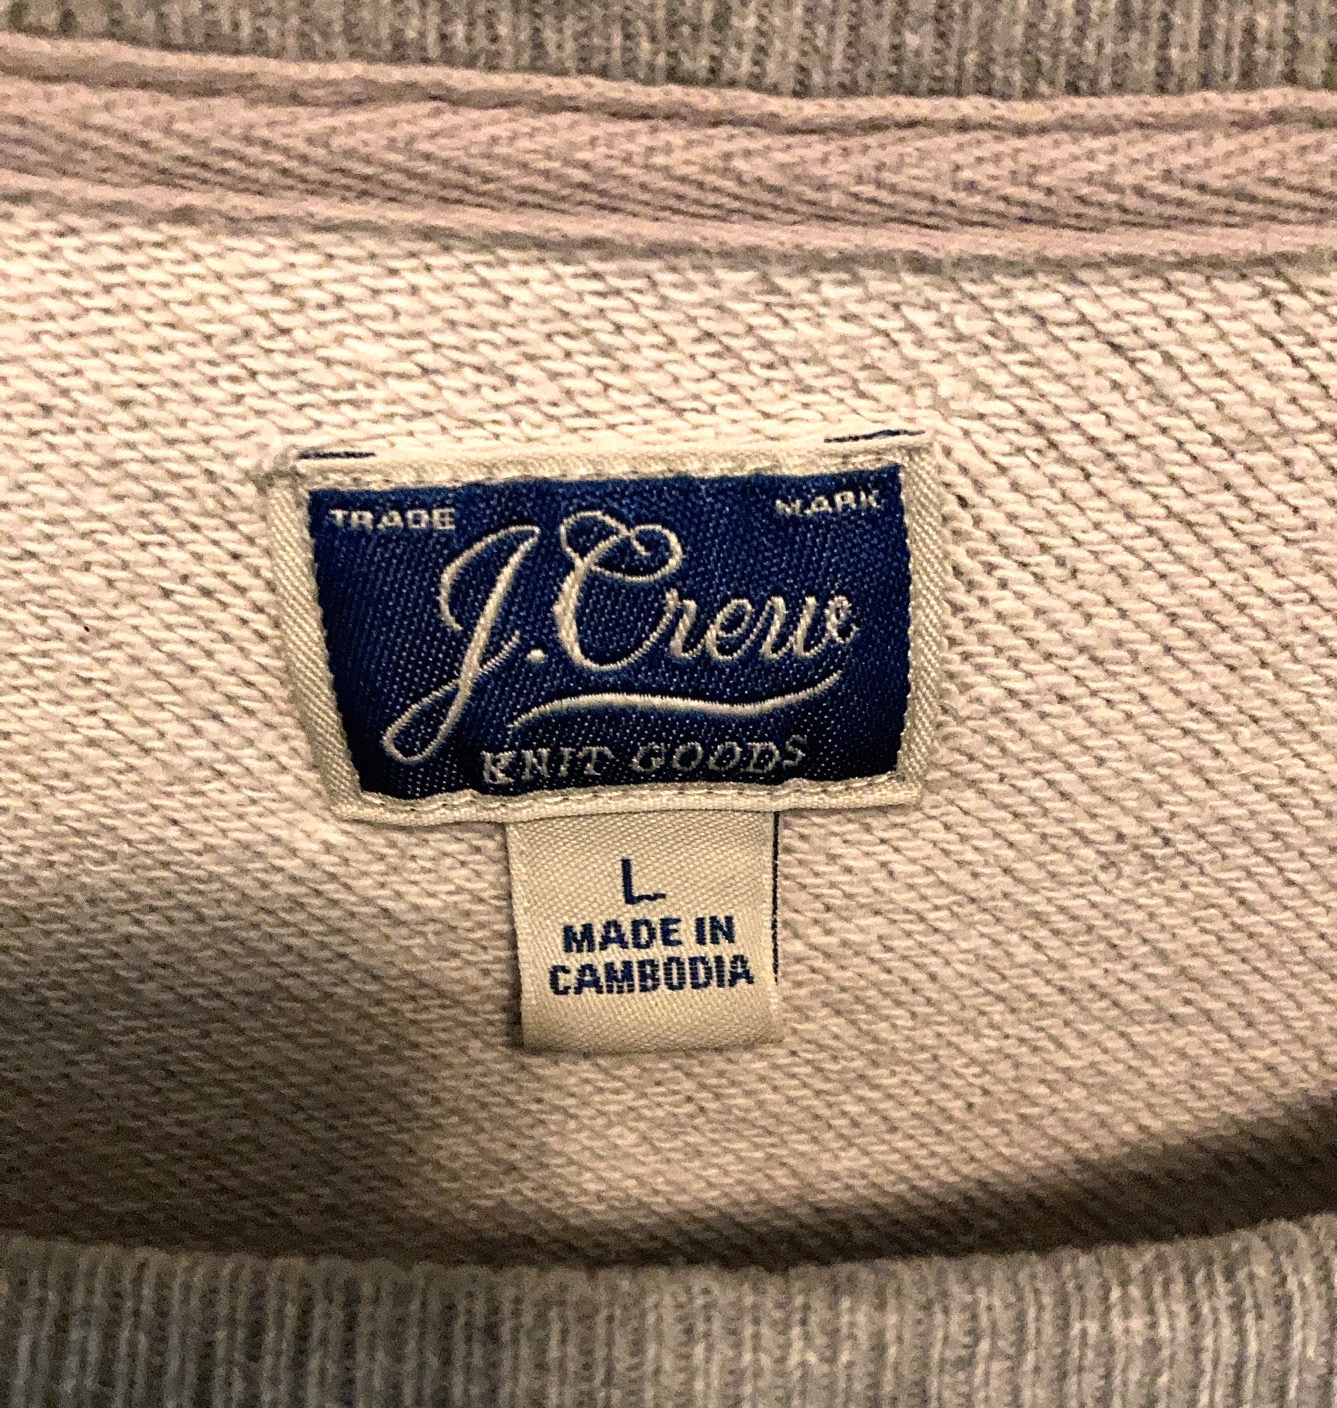 TRADE MARK
J.Crew
KNIT GOODS
L
MADE IN
CAMBODIA